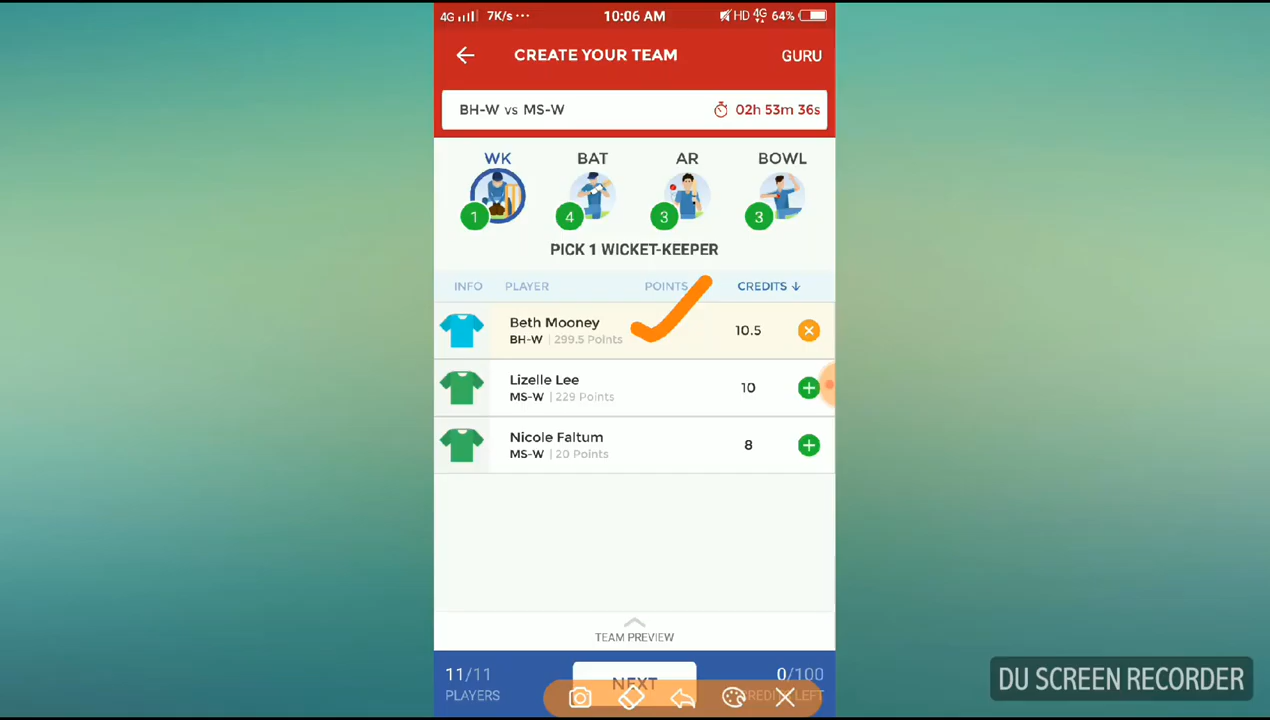 4G 7K/s ··· 10:06 AM HD 4G 64%
CREATE YOUR TEAM GURU
BH-W vs MS-W 02h 53m 36s
WK BAT AR BOWL
1 4 3 3
PICK 1 WICKET-KEEPER
INFO PLAYER POINTS CREDITS ↓
Beth Mooney
BH-W | 299.5 Points 10.5
Lizelle Lee
MS-W | 229 Points 10
Nicole Faltum
MS-W | 20 Points 8
TEAM PREVIEW
11/11 NEXT 0/100
PLAYERS CREDITS LEFT
DU SCREEN RECORDER